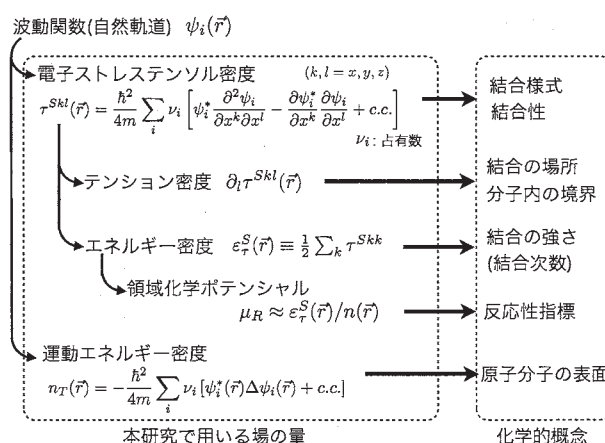 波動関数(自然軌道) ψ_i(r⃗)
電子ストレステンソル密度 (k, l = x, y, z)
τ^{Skl}(r⃗) = ℏ²/4m ∑_i ν_i [ψ_i^* ∂²ψ_i/∂x^k∂x^l − ∂ψ_i^*/∂x^k ∂ψ_i/∂x^l + c.c.]
ν_i: 占有数
結合様式
結合性
テンション密度 ∂_l τ^{Skl}(r⃗)
結合の場所
分子内の境界
エネルギー密度 ε_τ^S(r⃗) ≡ ½ ∑_k τ^{Skk}
結合の強さ
(結合次数)
領域化学ポテンシャル
μ_R ≈ ε_τ^S(r⃗)/n(r⃗)
反応性指標
運動エネルギー密度
n_T(r⃗) = −ℏ²/4m ∑_i ν_i [ψ_i^*(r⃗)Δψ_i(r⃗) + c.c.]
原子分子の表面
本研究で用いる場の量
化学的概念